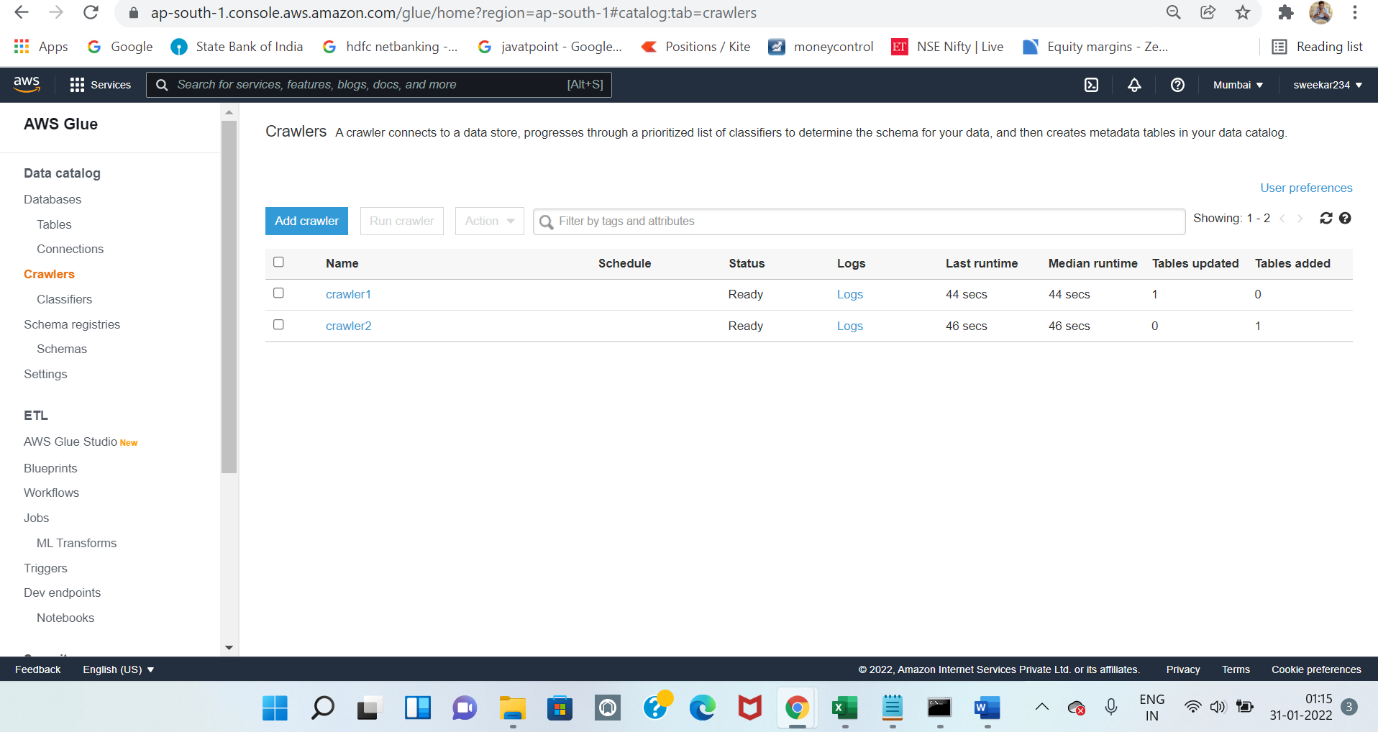 ap-south-1.console.aws.amazon.com/glue/home?region=ap-south-1#catalog:tab=crawlers
Apps Google State Bank of India hdfc netbanking -... javatpoint - Google... Positions / Kite moneycontrol ET NSE Nifty | Live Equity margins - Ze... Reading list
aws Services Search for services, features, blogs, docs, and more [Alt+S] Mumbai ▼ sweekar234 ▼
AWS Glue
Data catalog
Databases
Tables
Connections
Crawlers
Classifiers
Schema registries
Schemas
Settings
ETL
AWS Glue Studio New
Blueprints
Workflows
Jobs
ML Transforms
Triggers
Dev endpoints
Notebooks
Crawlers A crawler connects to a data store, progresses through a prioritized list of classifiers to determine the schema for your data, and then creates metadata tables in your data catalog.
User preferences
Add crawler Run crawler Action Filter by tags and attributes Showing: 1 - 2 < >
Name Schedule Status Logs Last runtime Median runtime Tables updated Tables added
crawler1 Ready Logs 44 secs 44 secs 1 0
crawler2 Ready Logs 46 secs 46 secs 0 1
Feedback English (US) ▼ © 2022, Amazon Internet Services Private Ltd. or its affiliates. Privacy Terms Cookie preferences
ENG
IN
01:15
31-01-2022
3